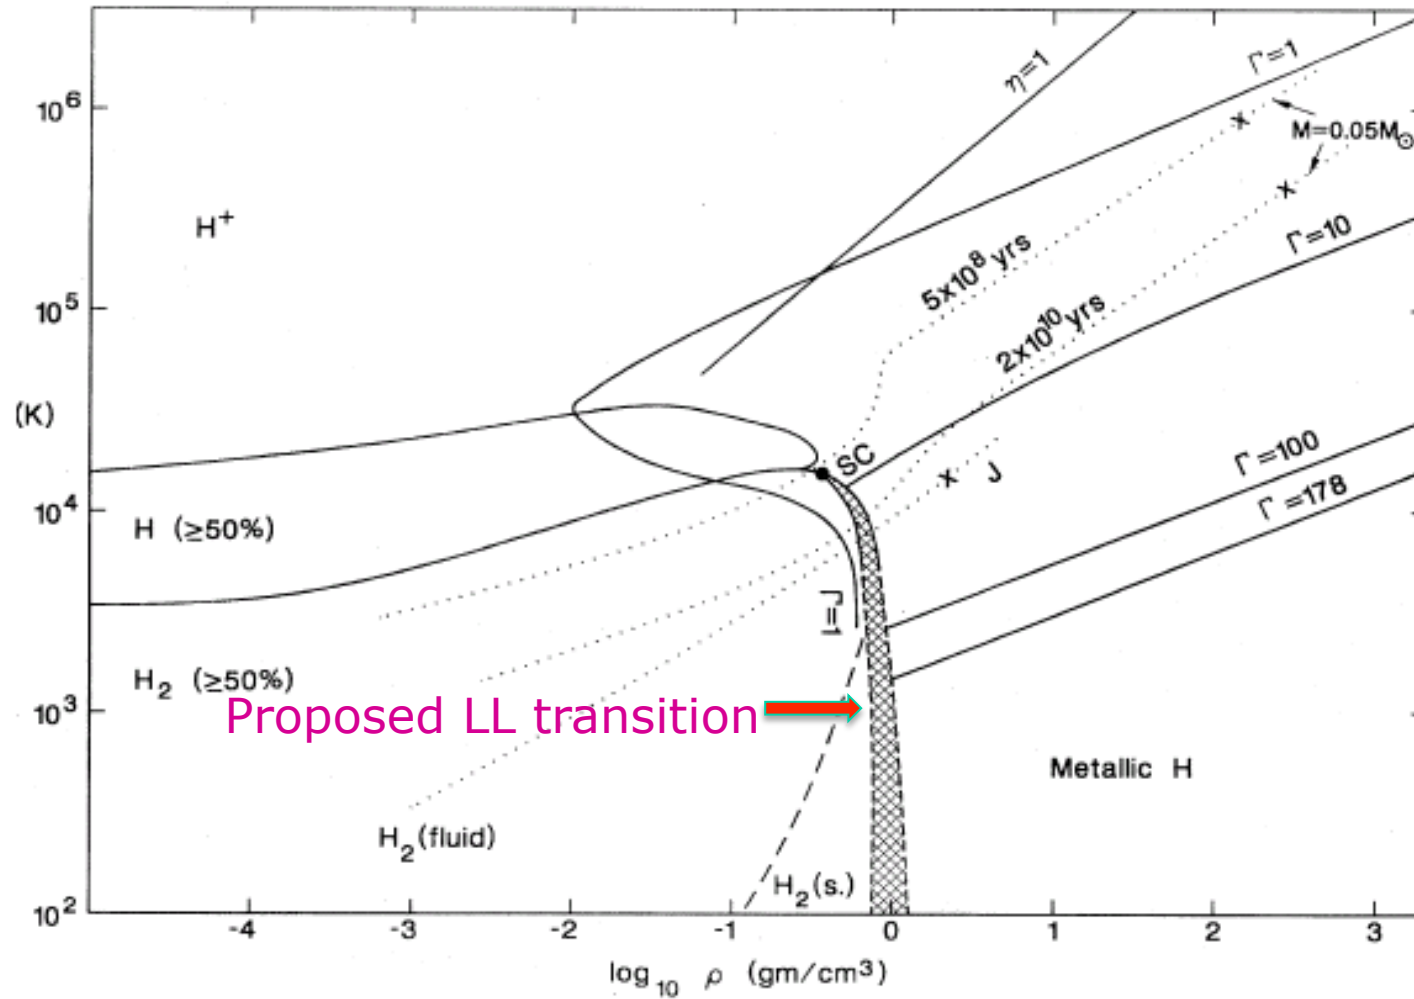 η=1
Γ=1
10⁶
M=0.05M☉
H⁺
Γ=10
5x10⁸ yrs
10⁵
2x10¹⁰ yrs
(K)
SC
J
Γ=100
10⁴
Γ=178
H (≥50%)
Γ=1
H₂ (≥50%)
10³
Proposed LL transition
Metallic H
H₂(fluid)
H₂(s.)
10²
-4 -3 -2 -1 0 1 2 3
log₁₀ ρ (gm/cm³)